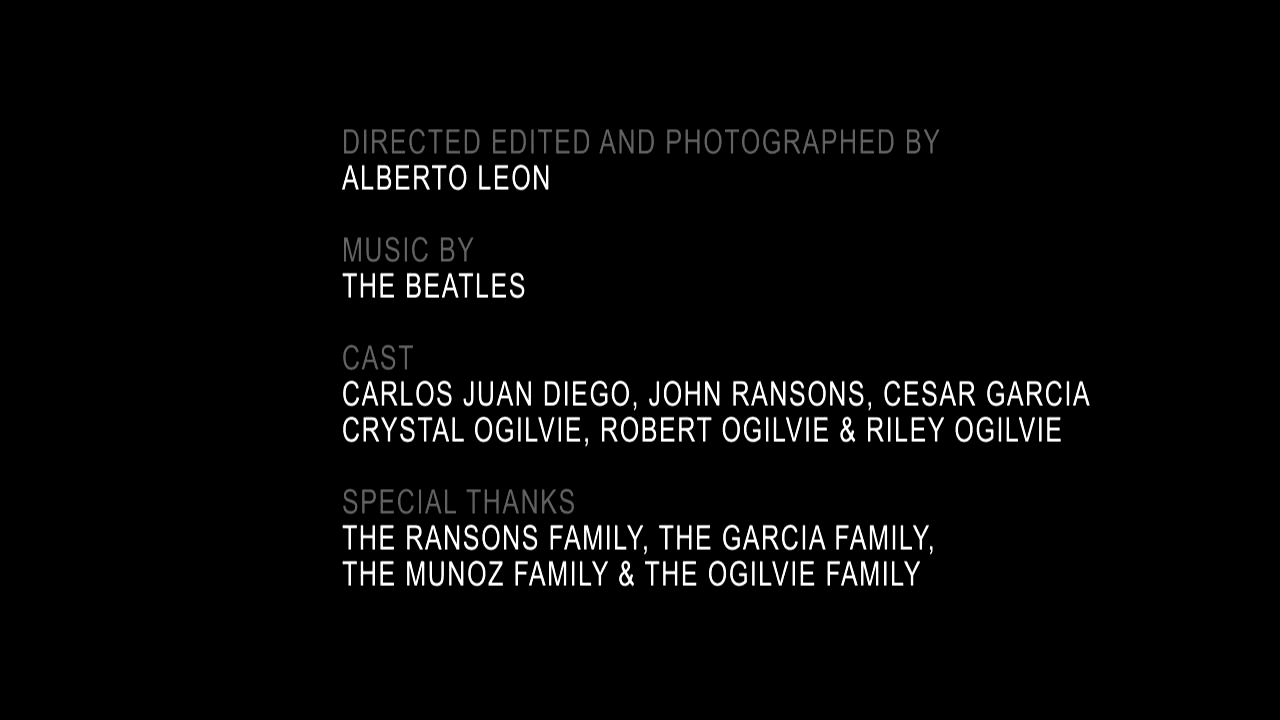 DIRECTED EDITED AND PHOTOGRAPHED BY
ALBERTO LEON
MUSIC BY
THE BEATLES
CAST
CARLOS JUAN DIEGO, JOHN RANSONS, CESAR GARCIA
CRYSTAL OGILVIE, ROBERT OGILVIE & RILEY OGILVIE
SPECIAL THANKS
THE RANSONS FAMILY, THE GARCIA FAMILY,
THE MUNOZ FAMILY & THE OGILVIE FAMILY